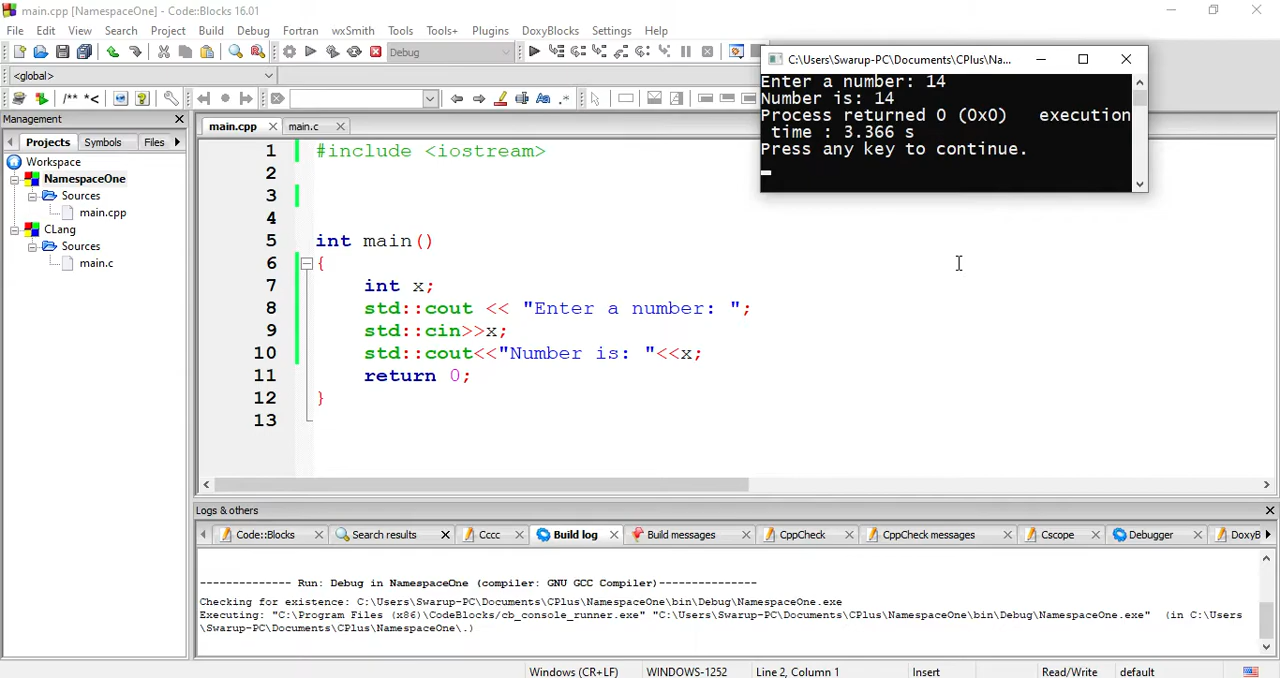 main.cpp [NamespaceOne] - Code::Blocks 16.01
File Edit View Search Project Build Debug Fortran wxSmith Tools Tools+ Plugins DoxyBlocks Settings Help
Debug
<global>
/** *<
Aa .*
C:\Users\Swarup-PC\Documents\CPlus\Na...
Enter a number: 14
Number is: 14
Process returned 0 (0x0)   execution
time : 3.366 s
Press any key to continue.
Management
Projects Symbols Files
Workspace
NamespaceOne
Sources
main.cpp
CLang
Sources
main.c
main.cpp main.c
1 #include <iostream>
2
3
4
5 int main()
6 {
7 int x;
8 std::cout << "Enter a number: ";
9 std::cin>>x;
10 std::cout<<"Number is: "<<x;
11 return 0;
12 }
13
Logs & others
Code::Blocks Search results Cccc Build log Build messages CppCheck CppCheck messages Cscope Debugger DoxyB
-------------- Run: Debug in NamespaceOne (compiler: GNU GCC Compiler)---------------
Checking for existence: C:\Users\Swarup-PC\Documents\CPlus\NamespaceOne\bin\Debug\NamespaceOne.exe
Executing: "C:\Program Files (x86)\CodeBlocks/cb_console_runner.exe" "C:\Users\Swarup-PC\Documents\CPlus\NamespaceOne\bin\Debug\NamespaceOne.exe"  (in C:\Users
\Swarup-PC\Documents\CPlus\NamespaceOne\.)
Windows (CR+LF) WINDOWS-1252 Line 2, Column 1 Insert Read/Write default